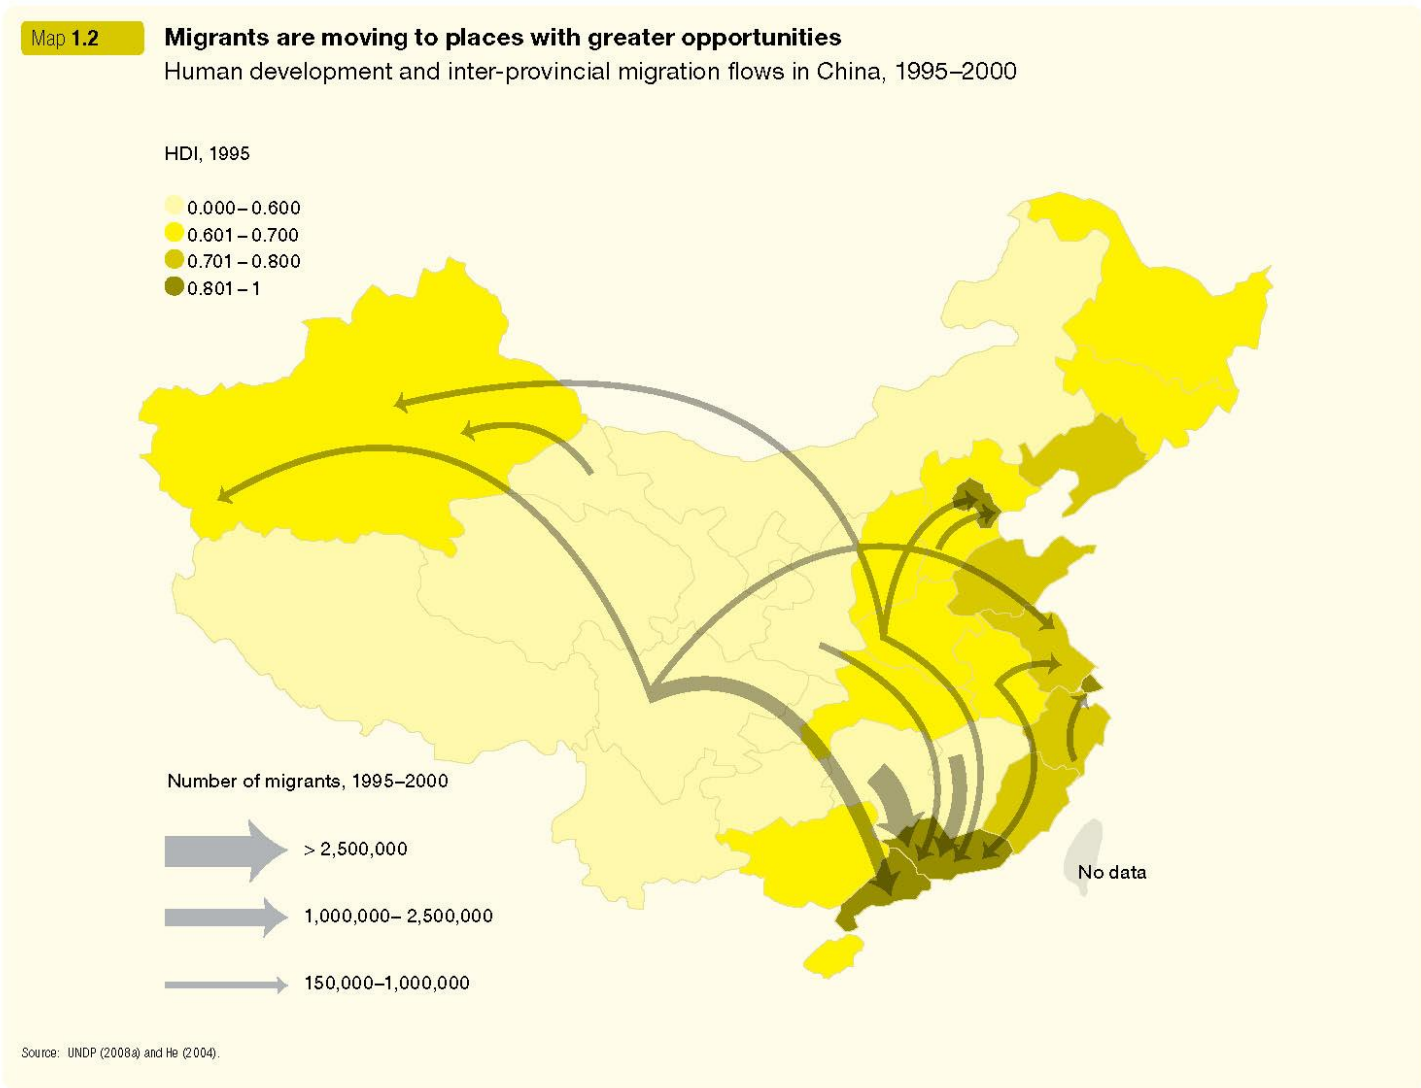 Map 1.2
Migrants are moving to places with greater opportunities
Human development and inter-provincial migration flows in China, 1995–2000
HDI, 1995
0.000–0.600
0.601–0.700
0.701–0.800
0.801–1
Number of migrants, 1995–2000
> 2,500,000
No data
1,000,000–2,500,000
150,000–1,000,000
Source: UNDP (2008a) and He (2004).